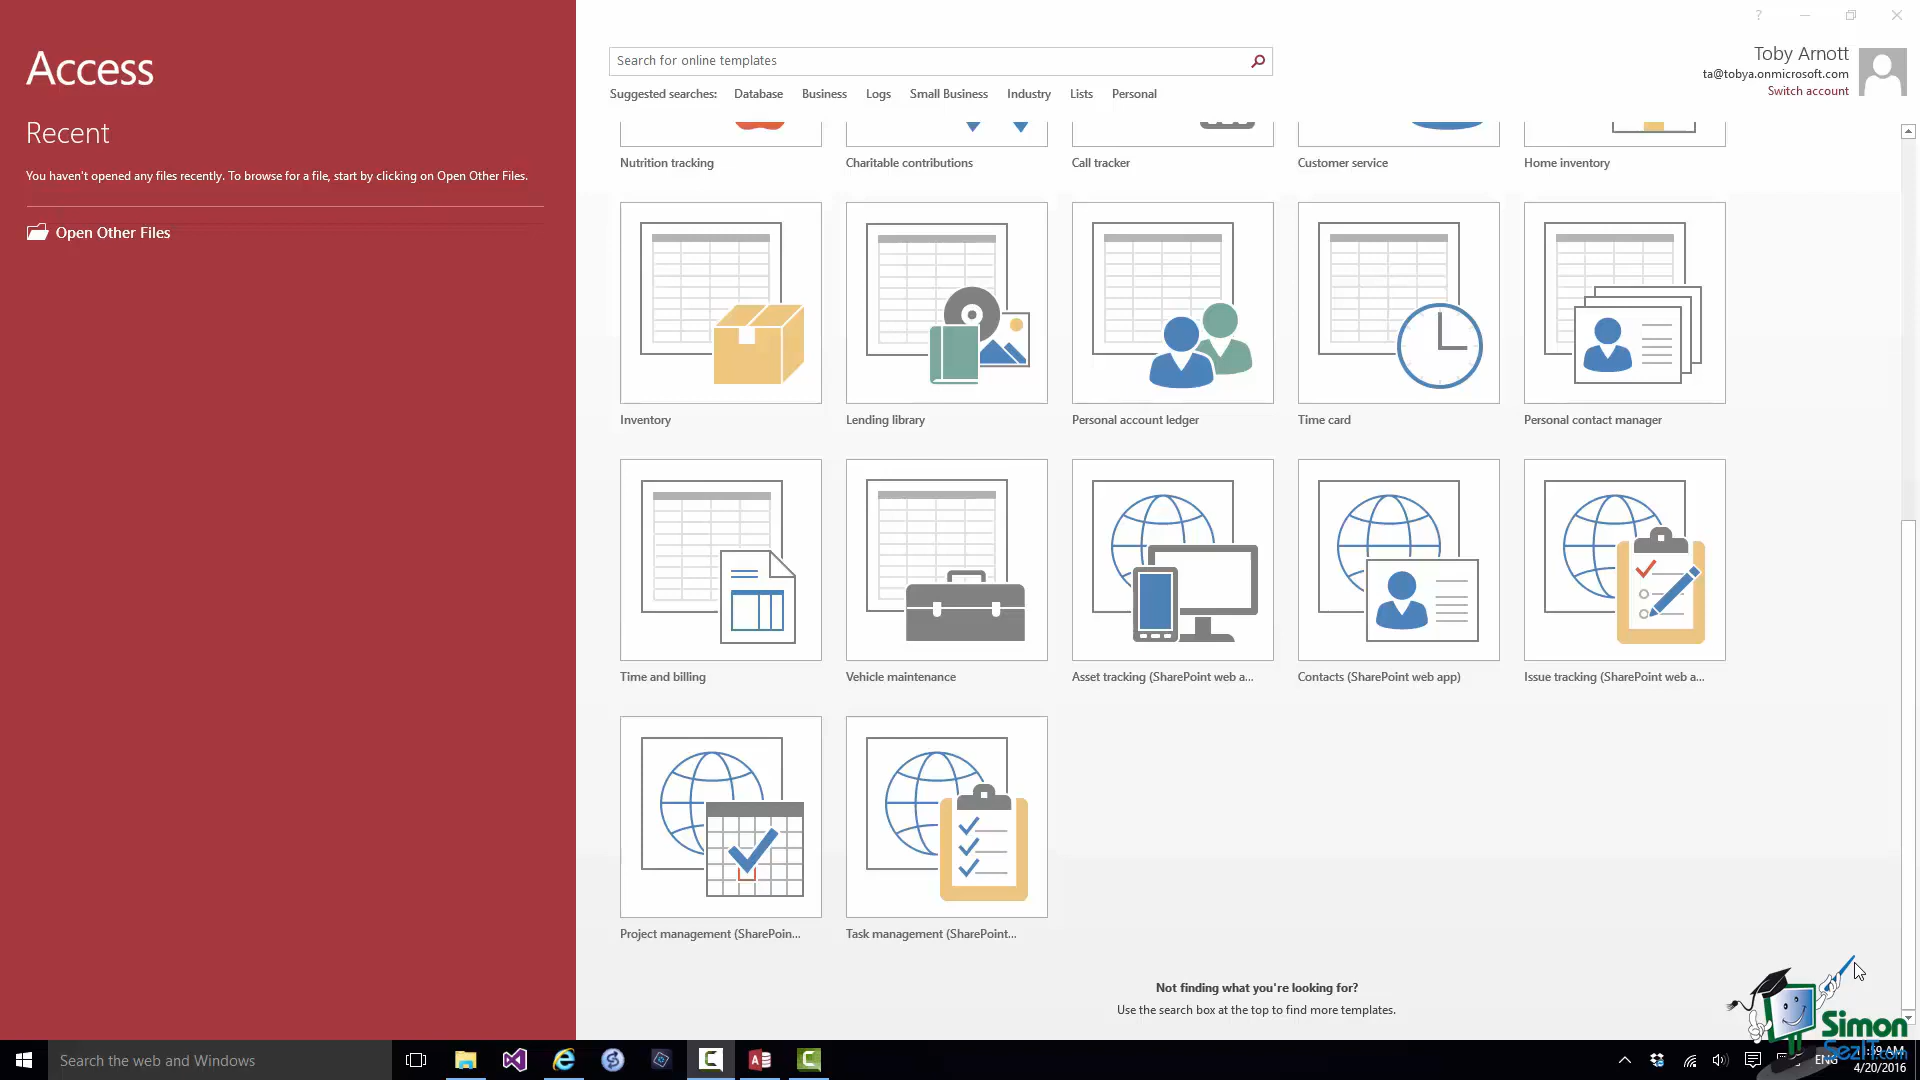 Access
Recent
You haven't opened any files recently. To browse for a file, start by clicking on Open Other Files.
Open Other Files
?
Search for online templates
Suggested searches: Database Business Logs Small Business Industry Lists Personal
Toby Arnott
ta@tobya.onmicrosoft.com
Switch account
Nutrition tracking
Charitable contributions
Call tracker
Customer service
Home inventory
Inventory
Lending library
Personal account ledger
Time card
Personal contact manager
Time and billing
Vehicle maintenance
Asset tracking (SharePoint web a...
Contacts (SharePoint web app)
Issue tracking (SharePoint web a...
Project management (SharePoin...
Task management (SharePoint...
Not finding what you're looking for?
Use the search box at the top to find more templates.
Simon
SezIT.com
Search the web and Windows
ENG
4/20/2016